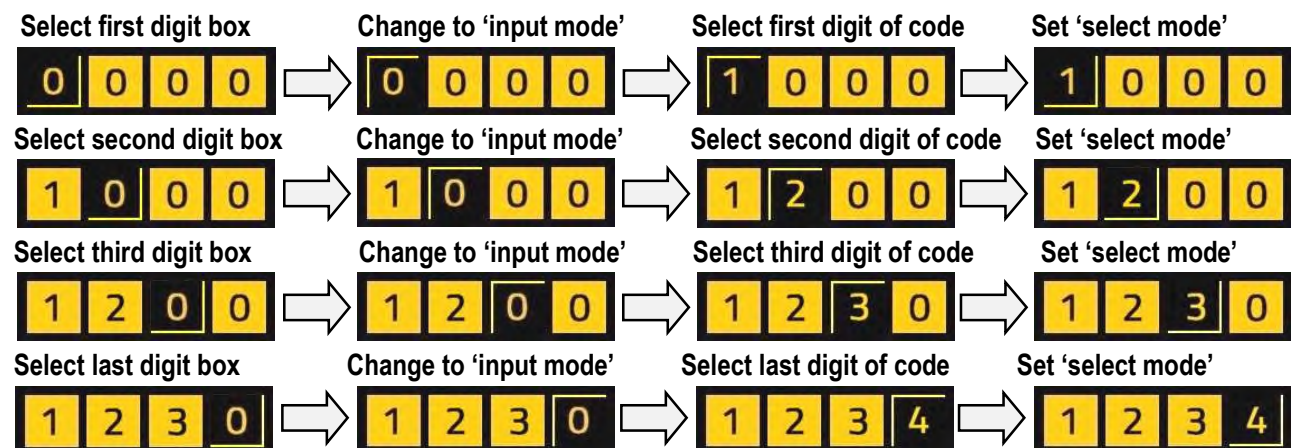 Select first digit box Change to ‘input mode’ Select first digit of code Set ‘select mode’
0 0 0 0 0 0 0 0 1 0 0 0 1 0 0 0
Select second digit box Change to ‘input mode’ Select second digit of code Set ‘select mode’
1 0 0 0 1 0 0 0 1 2 0 0 1 2 0 0
Select third digit box Change to ‘input mode’ Select third digit of code Set ‘select mode’
1 2 0 0 1 2 0 0 1 2 3 0 1 2 3 0
Select last digit box Change to ‘input mode’ Select last digit of code Set ‘select mode’
1 2 3 0 1 2 3 0 1 2 3 4 1 2 3 4